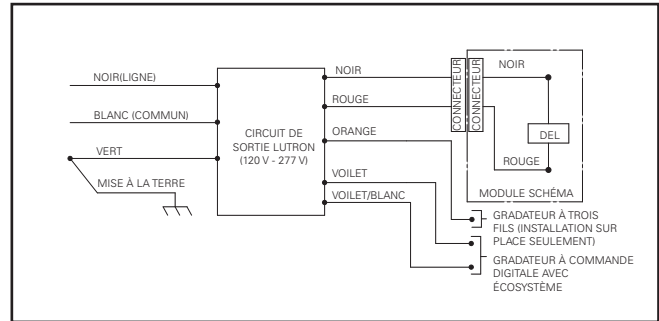 NOIR(LIGNE)
BLANC (COMMUN)
VERT
MISE À LA TERRE
CIRCUIT DE
SORTIE LUTRON
(120 V - 277 V)
NOIR
ROUGE
ORANGE
VOILET
VOILET/BLANC
CONNECTEUR
CONNECTEUR
NOIR
DEL
ROUGE
MODULE SCHÉMA
GRADATEUR À TROIS
FILS (INSTALLATION SUR
PLACE SEULEMENT)
GRADATEUR À COMMANDE
DIGITALE AVEC
ÉCOSYSTÈME